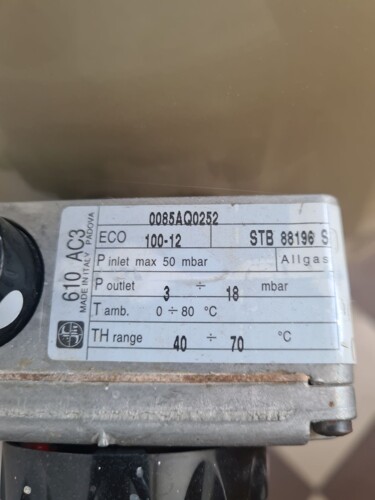 610 AC3
MADE IN ITALY PADOVA
0085AQ0252
ECO 100-12 STB 88196 S
P inlet max 50 mbar Allgas
P outlet 3 ÷ 18 mbar
T amb. 0 ÷ 80 °C
TH range 40 ÷ 70 °C